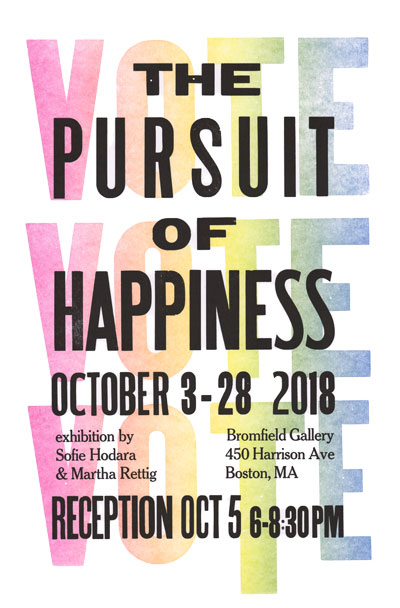 VOTE
THE
PURSUIT
VOTE
OF
HAPPINESS
OCTOBER 3-28 2018
VOTE
exhibition by
Sofie Hodara
& Martha Rettig
Bromfield Gallery
450 Harrison Ave
Boston, MA
RECEPTION OCT 5 6-8:30PM